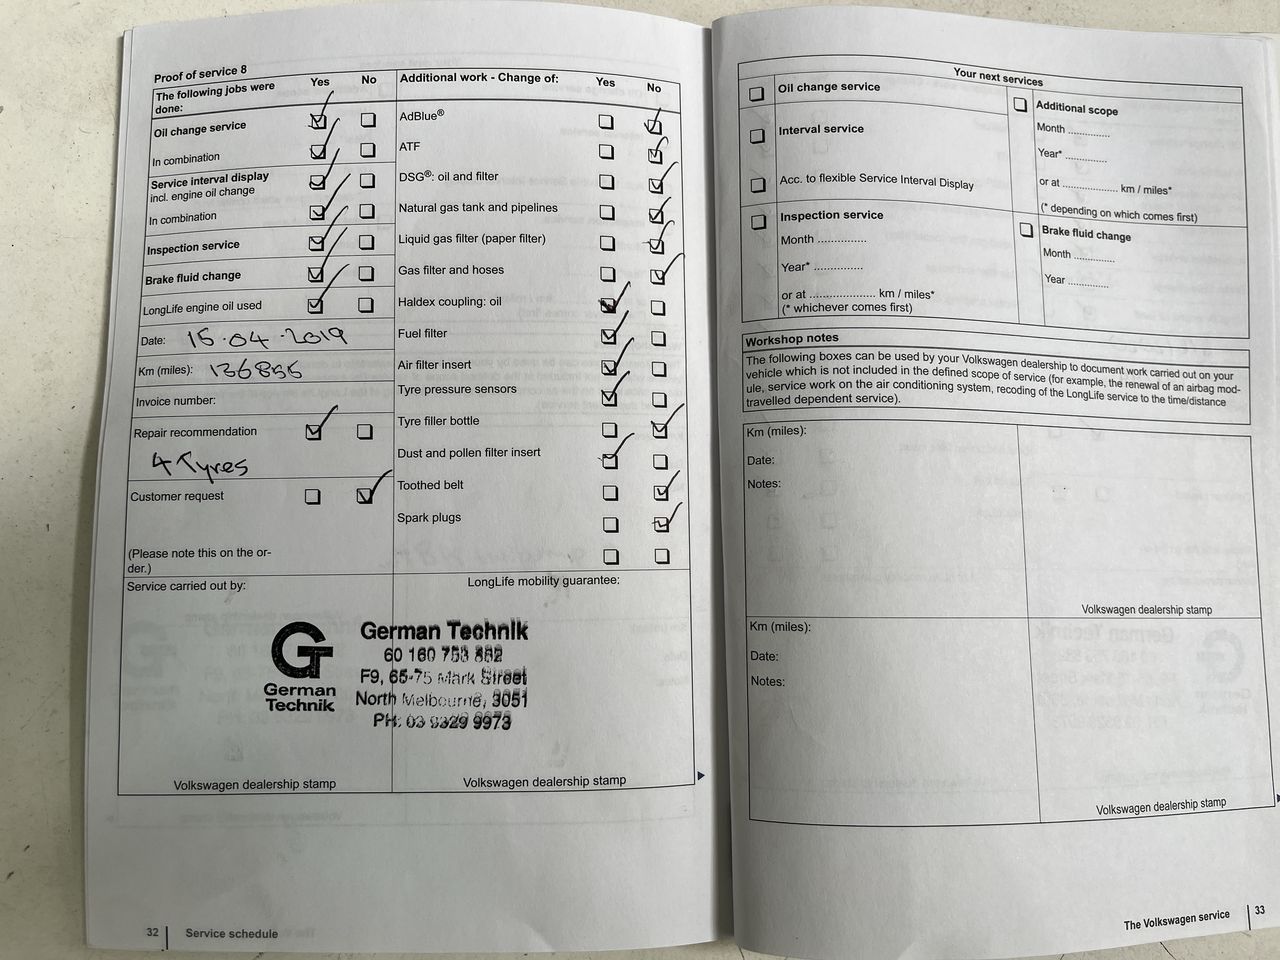 Proof of service 8
The following jobs were done:
Yes No
Oil change service
In combination
Service interval display
incl. engine oil change
In combination
Inspection service
Brake fluid change
LongLife engine oil used
Date: 15.04.2019
Km (miles): 136855
Invoice number:
Repair recommendation
4 Tyres
Customer request
(Please note this on the or-
der.)
Additional work - Change of:
Yes No
AdBlue®
ATF
DSG®: oil and filter
Natural gas tank and pipelines
Liquid gas filter (paper filter)
Gas filter and hoses
Haldex coupling: oil
Fuel filter
Air filter insert
Tyre pressure sensors
Tyre filler bottle
Dust and pollen filter insert
Toothed belt
Spark plugs
Service carried out by:
LongLife mobility guarantee:
GT
German
Technik
German Technik
60 160 753 882
F9, 65-75 Mark Street
North Melbourne, 3051
PH: 03 9329 9973
Volkswagen dealership stamp
Volkswagen dealership stamp
32 Service schedule
Your next services
Oil change service
Interval service
Acc. to flexible Service Interval Display
Inspection service
Month ...............
Year* ...............
or at .................... km / miles*
(* whichever comes first)
Additional scope
Month .............
Year* .............
or at ................. km / miles*
(* depending on which comes first)
Brake fluid change
Month .............
Year .............
Workshop notes
The following boxes can be used by your Volkswagen dealership to document work carried out on your
vehicle which is not included in the defined scope of service (for example, the renewal of an airbag mod-
ule, service work on the air conditioning system, recoding of the LongLife service to the time/distance
travelled dependent service).
Km (miles):
Date:
Notes:
Volkswagen dealership stamp
Km (miles):
Date:
Notes:
Volkswagen dealership stamp
The Volkswagen service 33